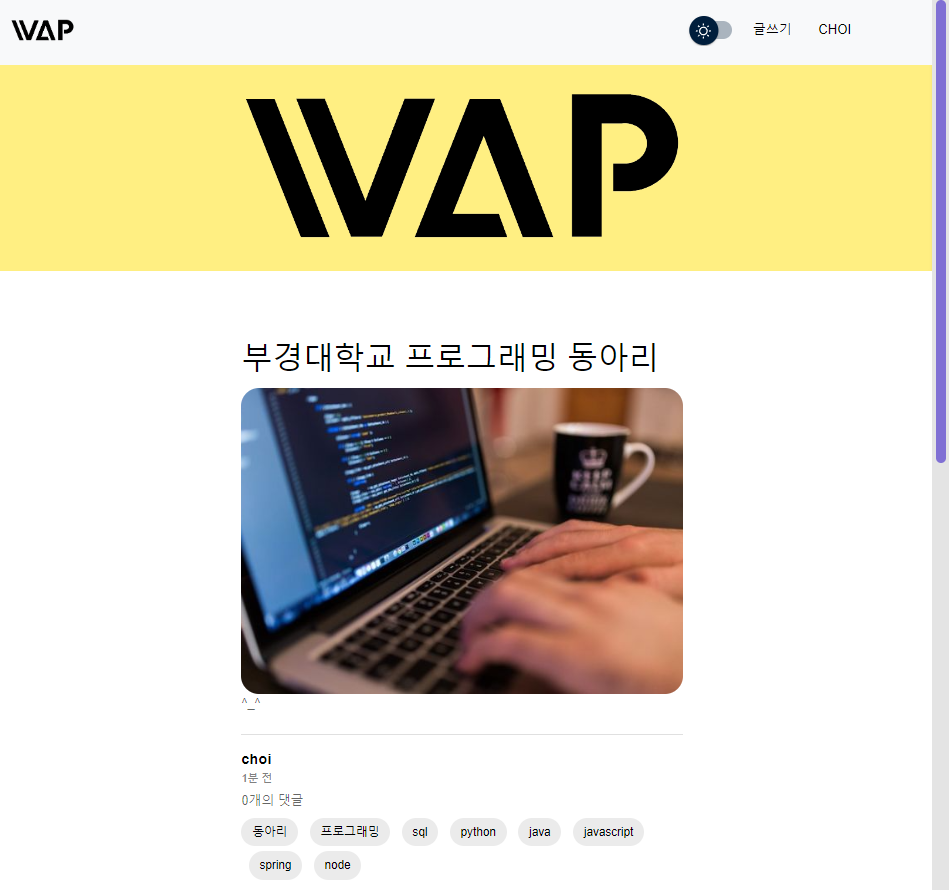 WAP
글쓰기 CHOI
WAP
부경대학교 프로그래밍 동아리
KEEP
CALM
^_^
choi
1분 전
0개의 댓글
동아리 프로그래밍 sql python java javascript
spring node